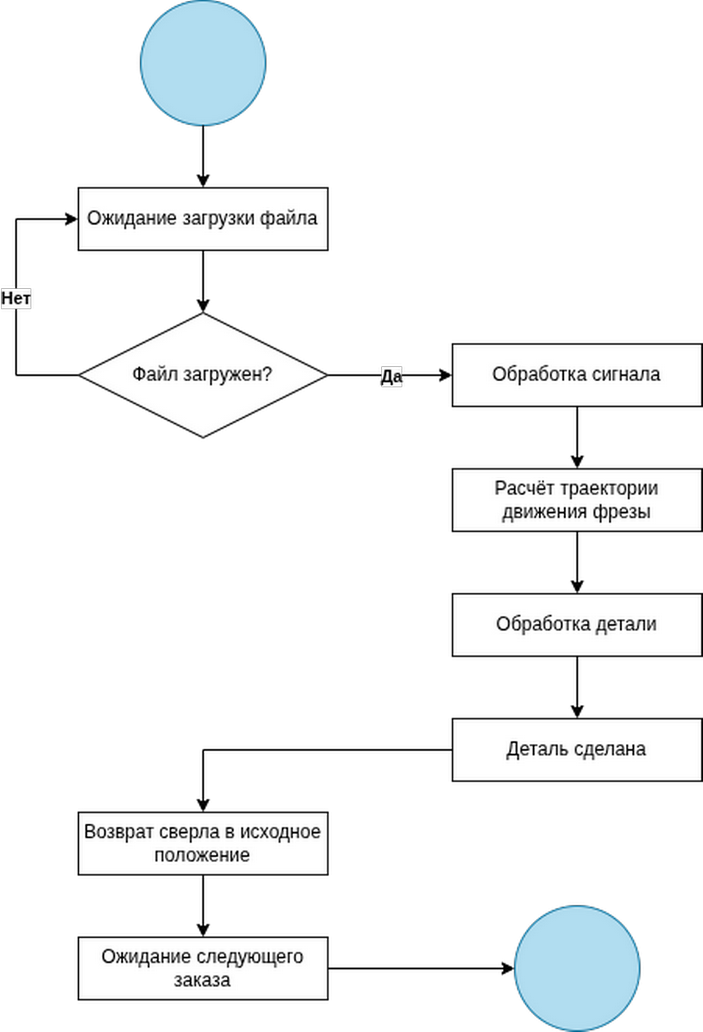 Ожидание загрузки файла
Нет
Файл загружен?
Да
Обработка сигнала
Расчёт траектории
движения фрезы
Обработка детали
Деталь сделана
Возврат сверла в исходное
положение
Ожидание следующего
заказа